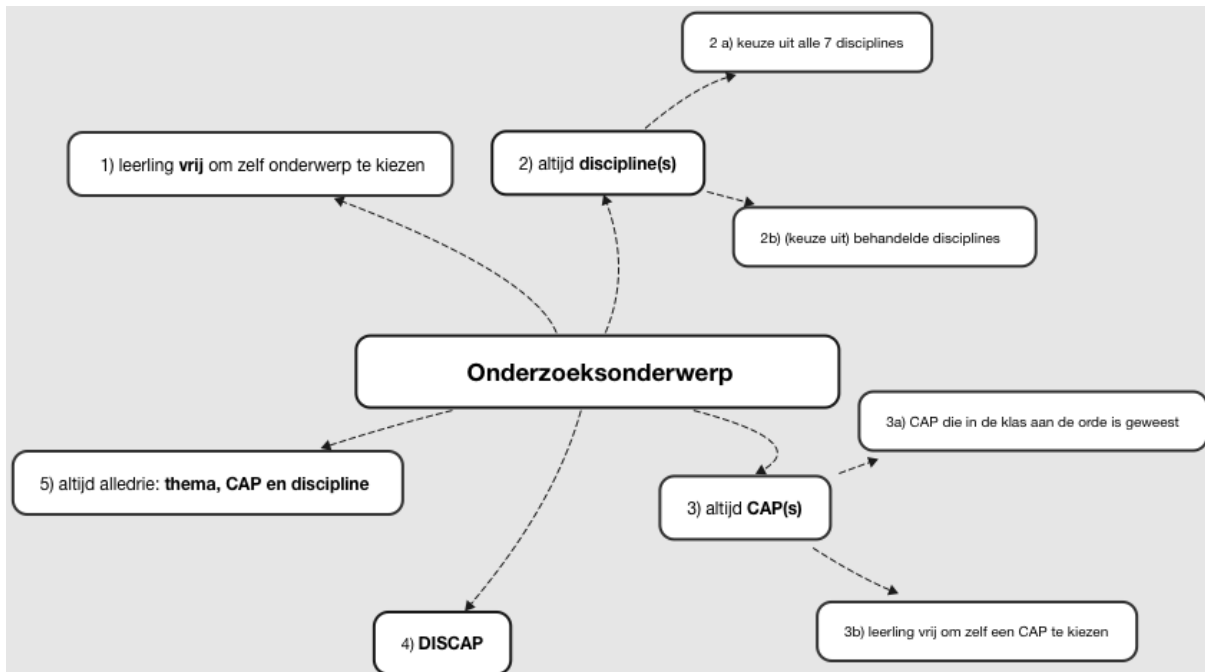 2 a) keuze uit alle 7 disciplines
1) leerling vrij om zelf onderwerp te kiezen
2) altijd discipline(s)
2b) (keuze uit) behandelde disciplines
Onderzoeksonderwerp
3a) CAP die in de klas aan de orde is geweest
5) altijd alledrie: thema, CAP en discipline
3) altijd CAP(s)
4) DISCAP
3b) leerling vrij om zelf een CAP te kiezen